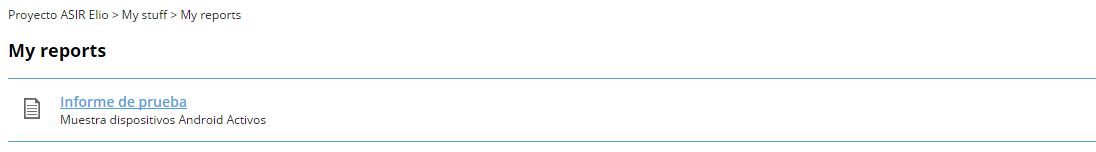 Proyecto ASIR Elio > My stuff > My reports
My reports
Informe de prueba
Muestra dispositivos Android Activos